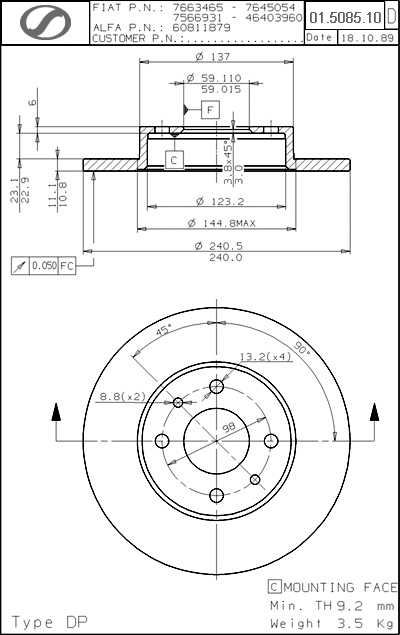 FIAT P.N.: 7663465 - 7645054
7566931 - 46403960
ALFA P.N.: 60811879
CUSTOMER P.N.:
01.5085.10 D
Date 18.10.89
Ø 137
Ø 59.110
59.015
6
F
C
3.8x45°
3.0
23.1
22.9
11.1
10.8
Ø 123.2
Ø 144.8MAX
Ø 240.5
240.0
0.050 FC
45°
90°
13.2(x4)
8.8(x2)
98
C MOUNTING FACE
Min. TH 9.2 mm
Type DP
Weight 3.5 Kg